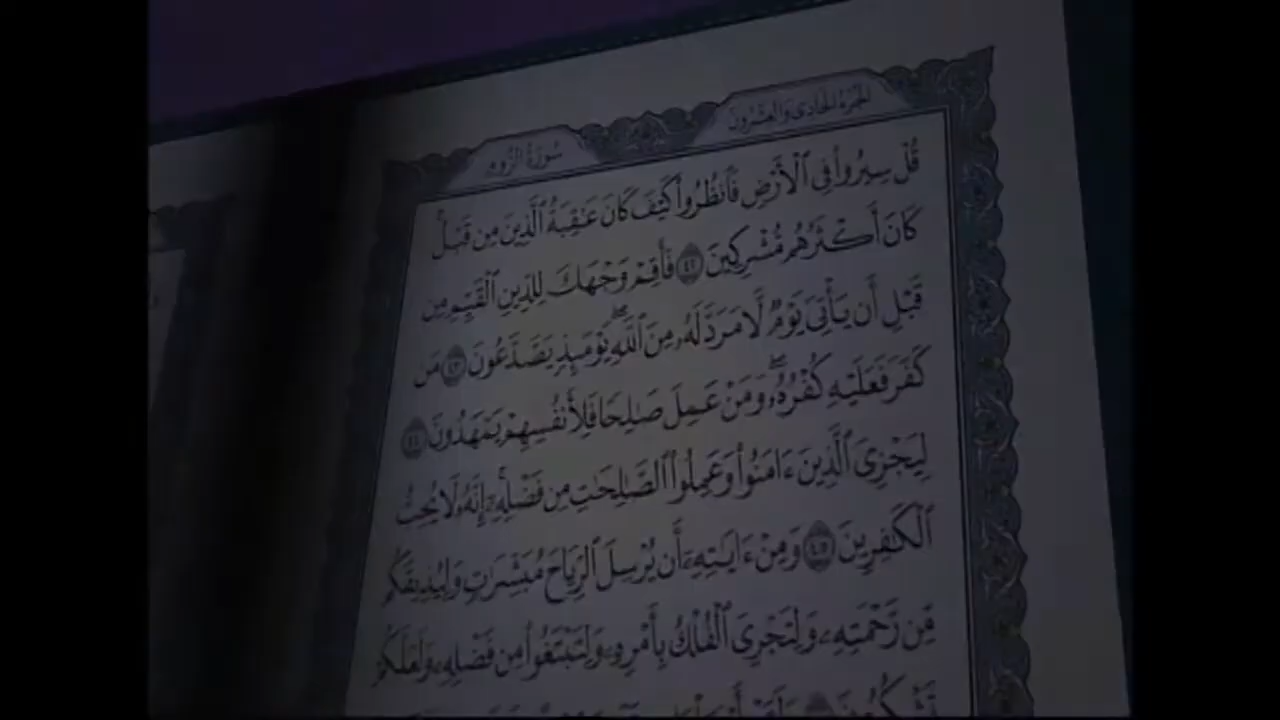 الجزء الحادى والعشرون
سورة الروم
قُلْ سِيرُوا۟ فِى ٱلْأَرْضِ فَٱنظُرُوا۟ كَيْفَ كَانَ عَٰقِبَةُ ٱلَّذِينَ مِن قَبْلُ ۚ
كَانَ أَكْثَرُهُم مُّشْرِكِينَ ٤٢ فَأَقِمْ وَجْهَكَ لِلدِّينِ ٱلْقَيِّمِ مِن
قَبْلِ أَن يَأْتِىَ يَوْمٌ لَّا مَرَدَّ لَهُۥ مِنَ ٱللَّهِ ۖ يَوْمَئِذٍ يَصَّدَّعُونَ ٤٣ مَن
كَفَرَ فَعَلَيْهِ كُفْرُهُۥ ۖ وَمَنْ عَمِلَ صَٰلِحًا فَلِأَنفُسِهِمْ يَمْهَدُونَ ٤٤
لِيَجْزِىَ ٱلَّذِينَ ءَامَنُوا۟ وَعَمِلُوا۟ ٱلصَّٰلِحَٰتِ مِن فَضْلِهِۦٓ ۚ إِنَّهُۥ لَا يُحِبُّ
ٱلْكَٰفِرِينَ ٤٥ وَمِنْ ءَايَٰتِهِۦٓ أَن يُرْسِلَ ٱلرِّيَاحَ مُبَشِّرَٰتٍ وَلِيُذِيقَكُم
مِّن رَّحْمَتِهِۦ وَلِتَجْرِىَ ٱلْفُلْكُ بِأَمْرِهِۦ وَلِتَبْتَغُوا۟ مِن فَضْلِهِۦ وَلَعَلَّكُمْ
تَشْكُرُونَ